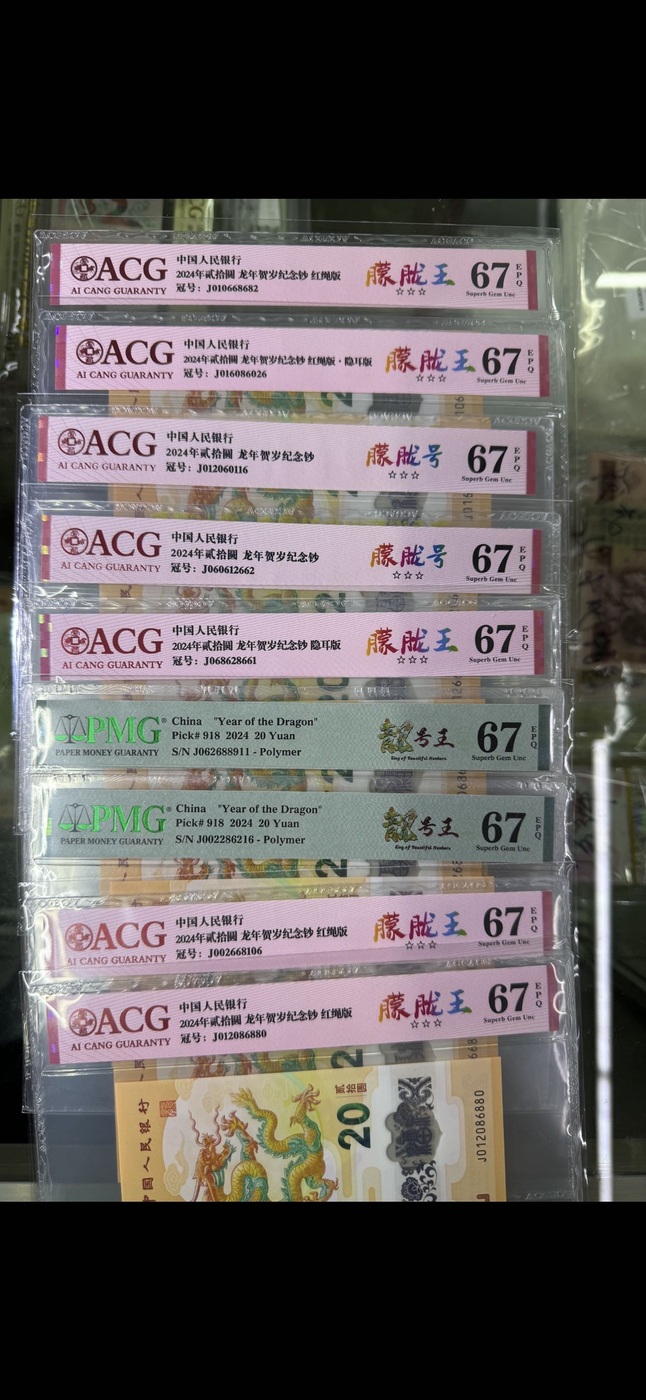 ACG
AI CANG GUARANTY
中国人民银行
2024年贰拾圆 龙年贺岁纪念钞 红绳版
冠号：J010668682
朦胧王
☆☆☆
67
EPQ
Superb Gem Unc
ACG
AI CANG GUARANTY
中国人民银行
2024年贰拾圆 龙年贺岁纪念钞 红绳版·隐耳版
冠号：J016086026
朦胧王
☆☆☆
67
EPQ
Superb Gem Unc
ACG
AI CANG GUARANTY
中国人民银行
2024年贰拾圆 龙年贺岁纪念钞
冠号：J012060116
朦胧号
☆☆☆
67
EPQ
Superb Gem Unc
ACG
AI CANG GUARANTY
中国人民银行
2024年贰拾圆 龙年贺岁纪念钞
冠号：J060612662
朦胧号
☆☆☆
67
EPQ
Superb Gem Unc
ACG
AI CANG GUARANTY
中国人民银行
2024年贰拾圆 龙年贺岁纪念钞 隐耳版
冠号：J068628661
朦胧王
☆☆☆
67
EPQ
Superb Gem Unc
PMG®
PAPER MONEY GUARANTY
China "Year of the Dragon"
Pick# 918 2024 20 Yuan
S/N J062688911 - Polymer
靓号王
King of Beautiful Numbers
67
EPQ
Superb Gem Unc
PMG®
PAPER MONEY GUARANTY
China "Year of the Dragon"
Pick# 918 2024 20 Yuan
S/N J002286216 - Polymer
靓号王
King of Beautiful Numbers
67
EPQ
Superb Gem Unc
ACG
AI CANG GUARANTY
中国人民银行
2024年贰拾圆 龙年贺岁纪念钞 红绳版
冠号：J002668106
朦胧王
☆☆☆
67
EPQ
Superb Gem Unc
ACG
AI CANG GUARANTY
中国人民银行
2024年贰拾圆 龙年贺岁纪念钞 红绳版
冠号：J012086880
朦胧王
☆☆☆
67
EPQ
Superb Gem Unc
中国人民银行
20
贰拾圆
J012086880